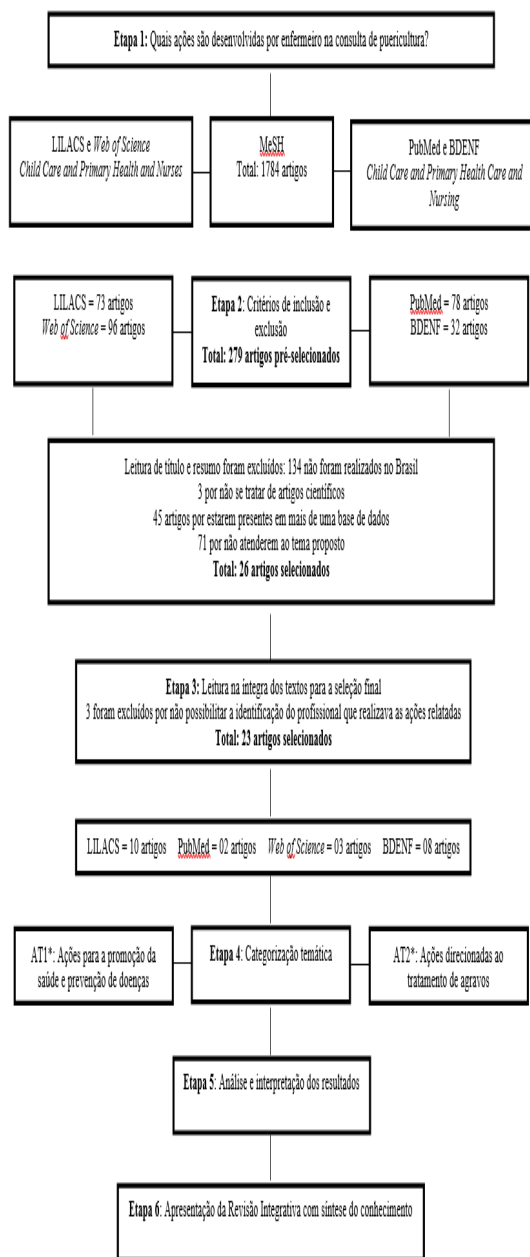 Etapa 1: Quais ações são desenvolvidas por enfermeiro na consulta de puericultura?
LILACS e Web of Science
Child Care and Primary Health and Nurses
MeSH
Total: 1784 artigos
PubMed e BDENF
Child Care and Primary Health Care and
Nursing
LILACS = 73 artigos
Web of Science = 96 artigos
Etapa 2: Critérios de inclusão e
exclusão
Total: 279 artigos pré-selecionados
PubMed = 78 artigos
BDENF = 32 artigos
Leitura de título e resumo foram excluídos: 134 não foram realizados no Brasil
3 por não se tratar de artigos científicos
45 artigos por estarem presentes em mais de uma base de dados
71 por não atenderem ao tema proposto
Total: 26 artigos selecionados
Etapa 3: Leitura na íntegra dos textos para a seleção final
3 foram excluídos por não possibilitar a identificação do profissional que realizava as ações relatadas
Total: 23 artigos selecionados
LILACS = 10 artigos PubMed = 02 artigos Web of Science = 03 artigos BDENF = 08 artigos
AT1*: Ações para a promoção da
saúde e prevenção de doenças
Etapa 4: Categorização temática
AT2*: Ações direcionadas ao
tratamento de agravos
Etapa 5: Análise e interpretação dos resultados
Etapa 6: Apresentação da Revisão Integrativa com síntese do conhecimento